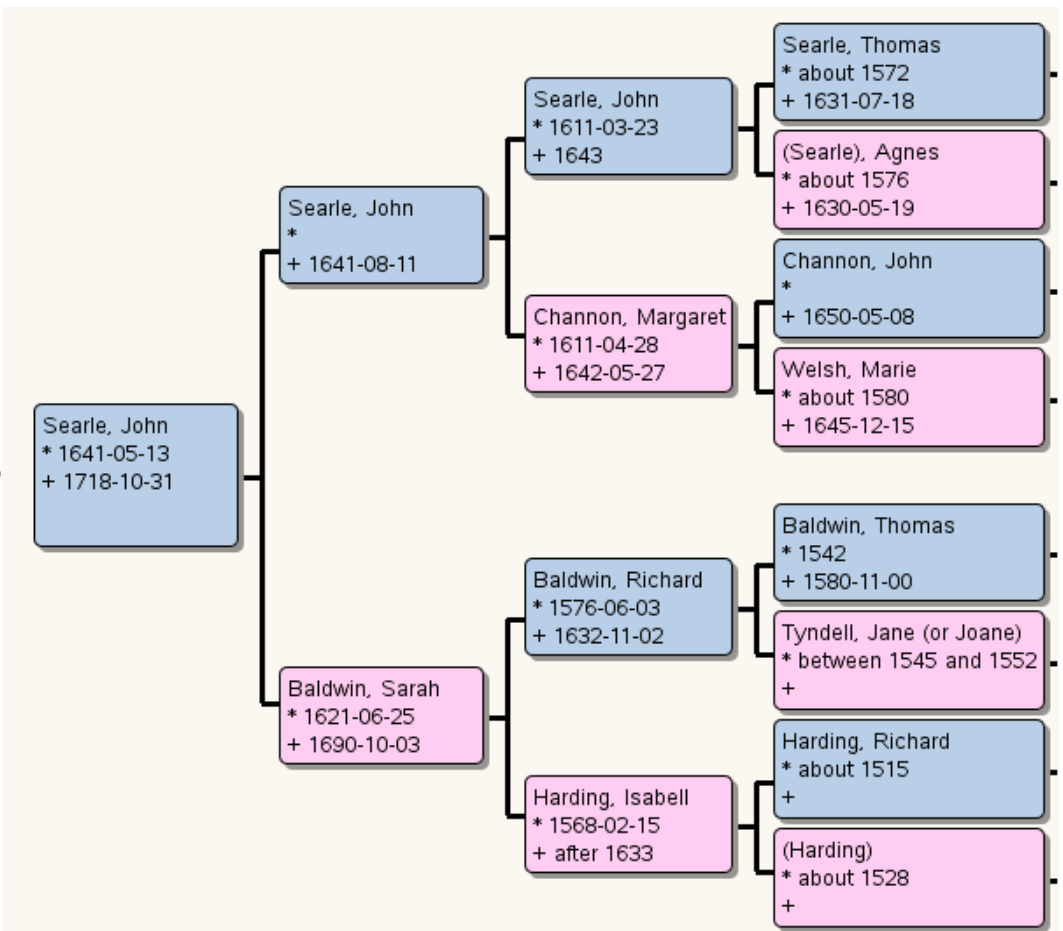 Searle, John
* 1641-05-13
+ 1718-10-31
Searle, John
*
+ 1641-08-11
Baldwin, Sarah
* 1621-06-25
+ 1690-10-03
Searle, John
* 1611-03-23
+ 1643
Channon, Margaret
* 1611-04-28
+ 1642-05-27
Baldwin, Richard
* 1576-06-03
+ 1632-11-02
Harding, Isabell
* 1568-02-15
+ after 1633
Searle, Thomas
* about 1572
+ 1631-07-18
(Searle), Agnes
* about 1576
+ 1630-05-19
Channon, John
*
+ 1650-05-08
Welsh, Marie
* about 1580
+ 1645-12-15
Baldwin, Thomas
* 1542
+ 1580-11-00
Tyndell, Jane (or Joane)
* between 1545 and 1552
+
Harding, Richard
* about 1515
+
(Harding)
* about 1528
+